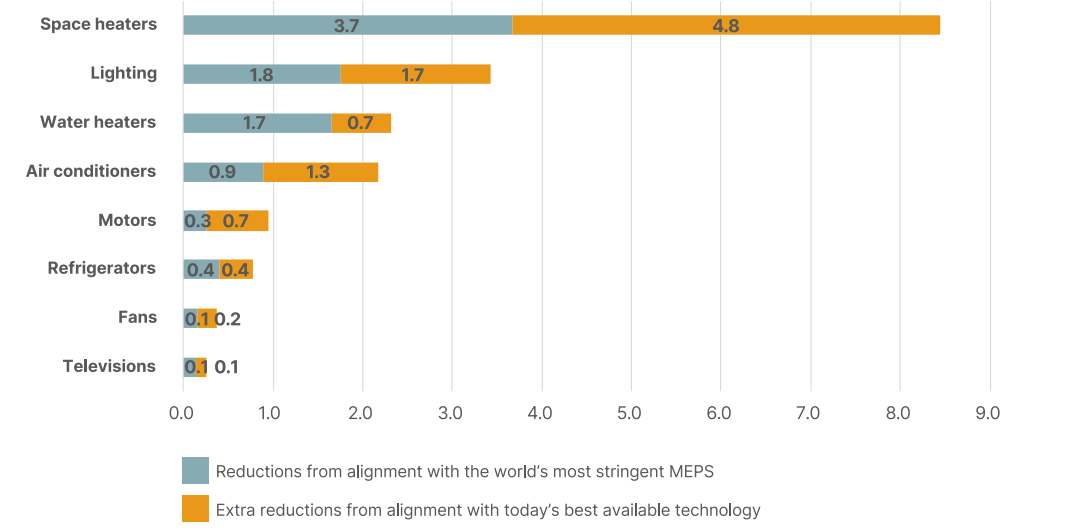 Space heaters 3.7 4.8
Lighting 1.8 1.7
Water heaters 1.7 0.7
Air conditioners 0.9 1.3
Motors 0.3 0.7
Refrigerators 0.4 0.4
Fans 0.1 0.2
Televisions 0.1 0.1
0.0 1.0 2.0 3.0 4.0 5.0 6.0 7.0 8.0 9.0
Reductions from alignment with the world’s most stringent MEPS
Extra reductions from alignment with today’s best available technology